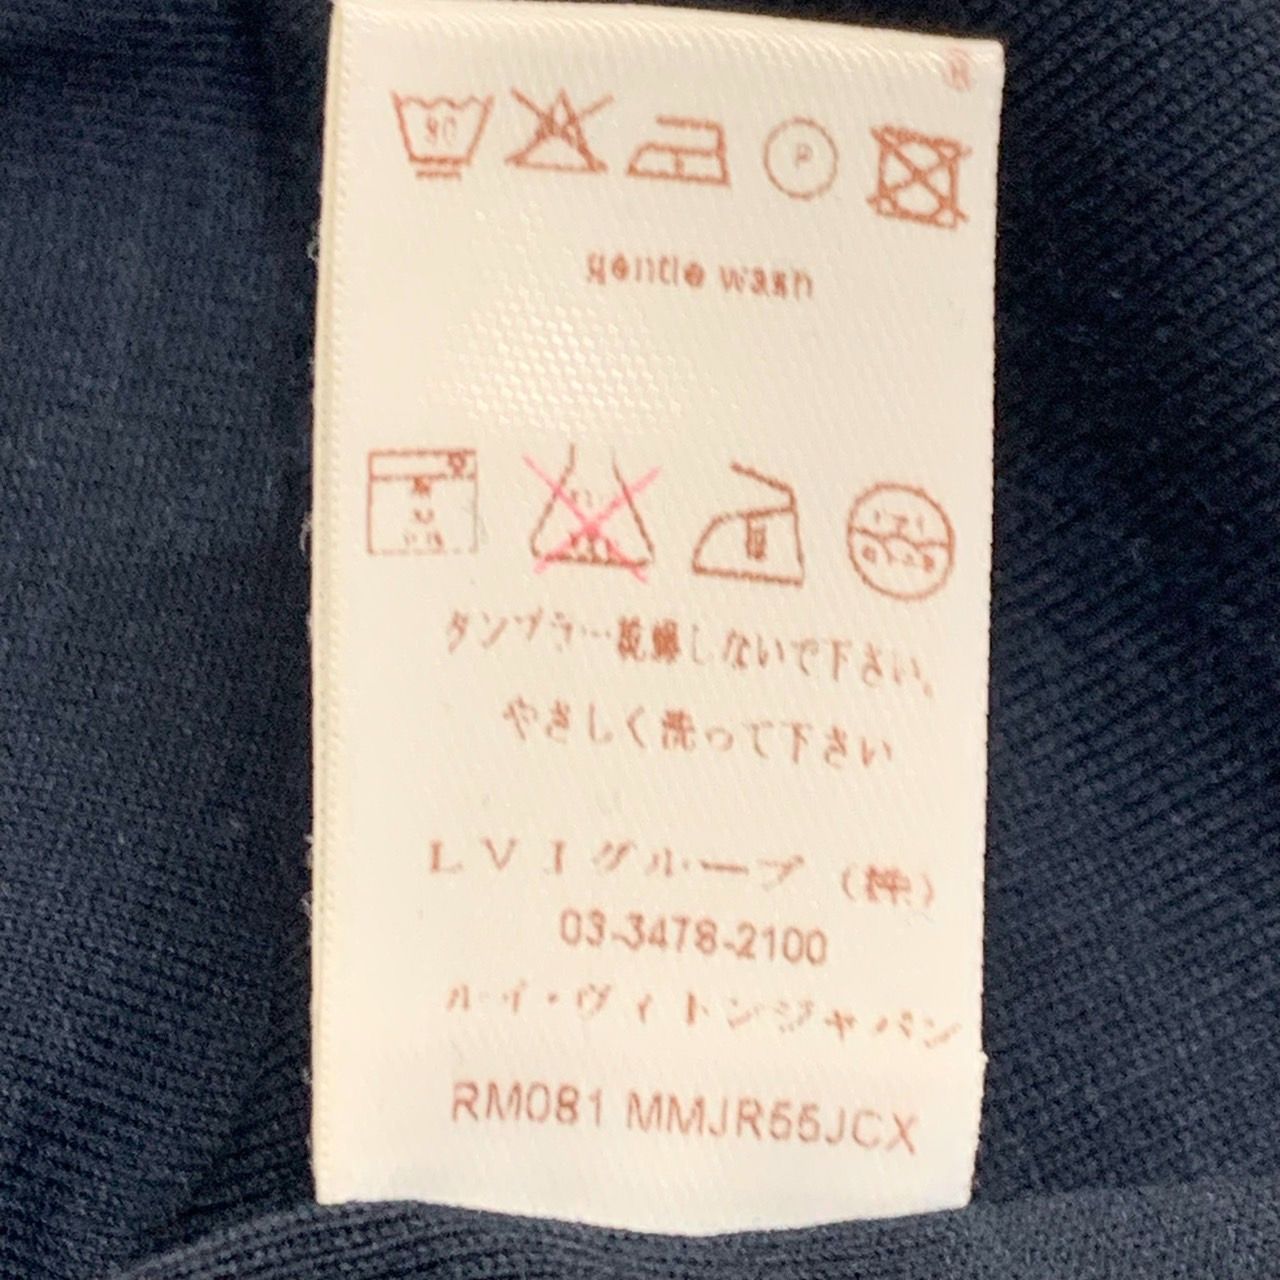 P
gentle wash
タンブラー乾燥しないで下さい。
やさしく洗って下さい
LVJグループ (株)
03-3478-2100
ルイ・ヴィトンジャパン
RM081 MMJR55JCX